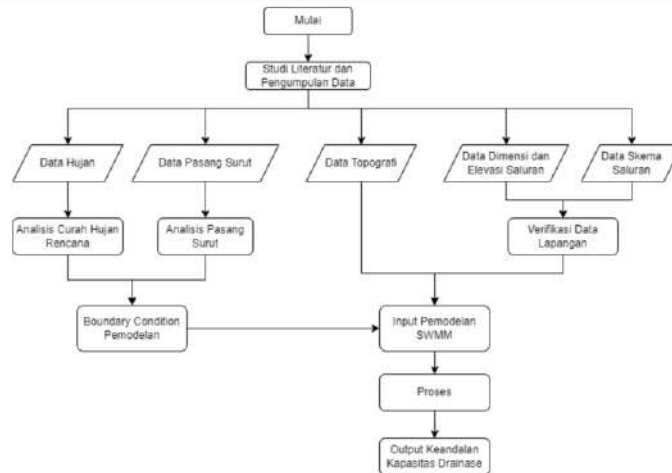 Mulai
Studi Literatur dan
Pengumpulan Data
Data Hujan
Data Pasang Surut
Data Topografi
Data Dimensi dan
Elevasi Saluran
Data Skema
Saluran
Analisis Curah Hujan
Rencana
Analisis Pasang
Surut
Verifikasi Data
Lapangan
Boundary Condition
Pemodelan
Input Pemodelan
SWMM
Proses
Output Keandalan
Kapasitas Drainase